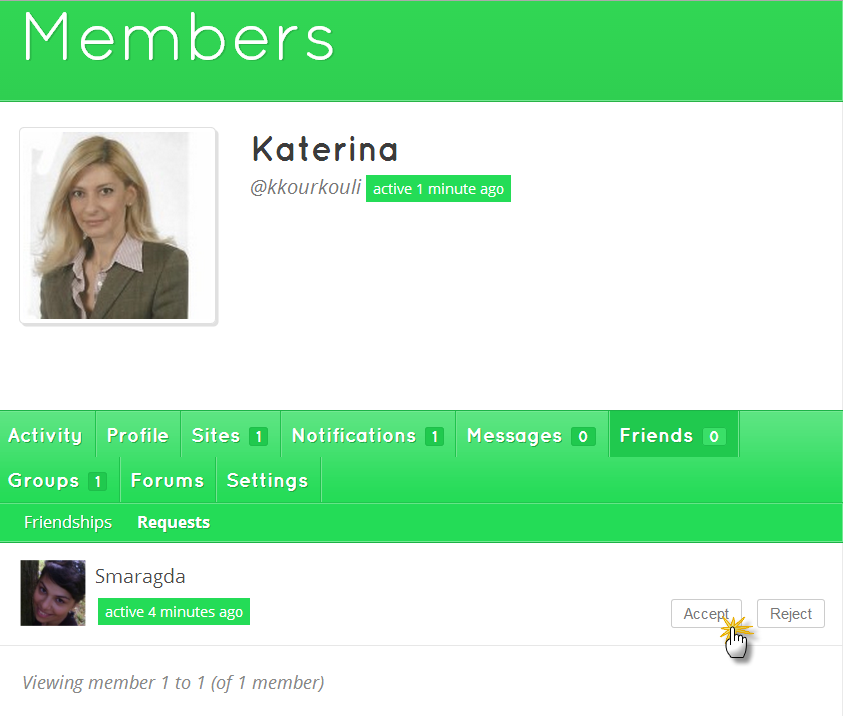 Members
Katerina
@kkourkouli active 1 minute ago
Activity Profile Sites 1 Notifications 1 Messages 0 Friends 0
Groups 1 Forums Settings
Friendships Requests
Smaragda
active 4 minutes ago
Accept Reject
Viewing member 1 to 1 (of 1 member)